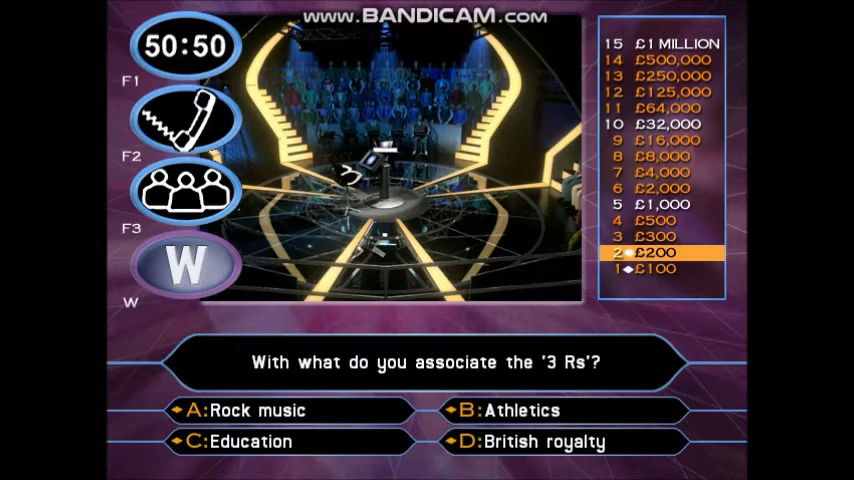 www.BANDICAM.com
50:50
F1
F2
F3
W
W
15 £1 MILLION
14 £500,000
13 £250,000
12 £125,000
11 £64,000
10 £32,000
9 £16,000
8 £8,000
7 £4,000
6 £2,000
5 £1,000
4 £500
3 £300
2 £200
1 £100
With what do you associate the '3 Rs'?
A: Rock music
B: Athletics
C: Education
D: British royalty